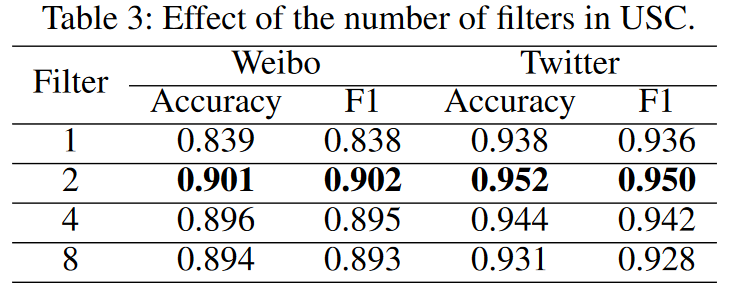 Table 3: Effect of the number of filters in USC.
Filter Weibo Twitter
Accuracy F1 Accuracy F1
1 0.839 0.838 0.938 0.936
2 0.901 0.902 0.952 0.950
4 0.896 0.895 0.944 0.942
8 0.894 0.893 0.931 0.928